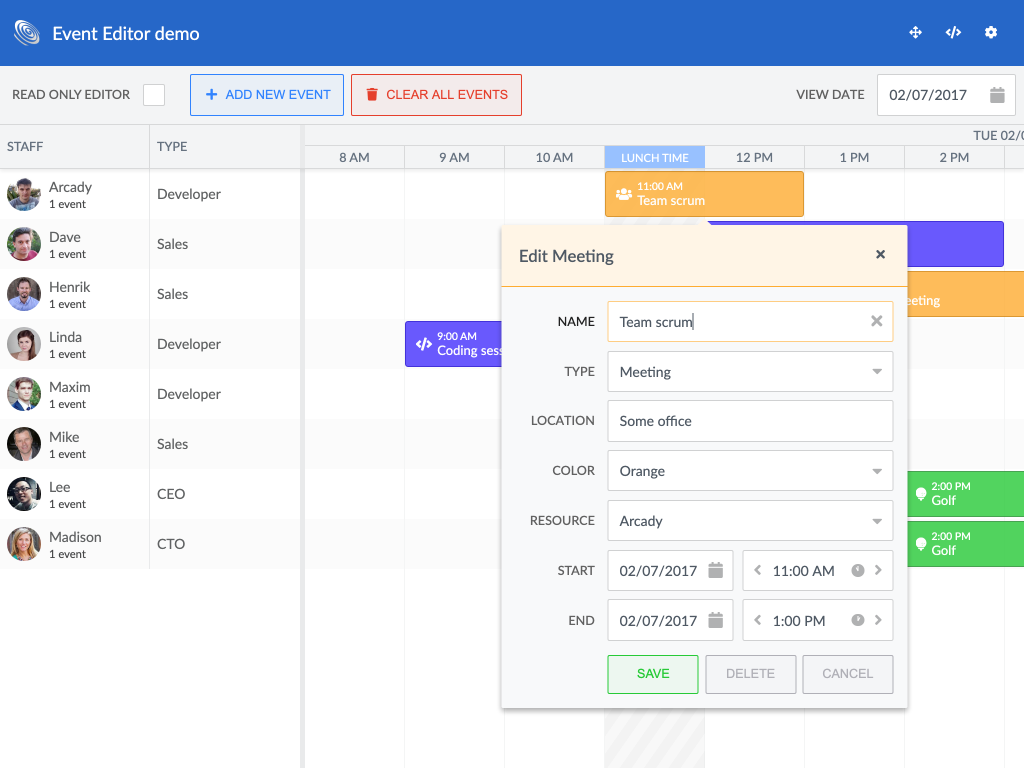 Event Editor demo
READ ONLY EDITOR
ADD NEW EVENT
CLEAR ALL EVENTS
VIEW DATE
02/07/2017
STAFF
TYPE
TUE 02/0
8 AM
9 AM
10 AM
LUNCH TIME
12 PM
1 PM
2 PM
Arcady
1 event
Developer
11:00 AM
Team scrum
Dave
1 event
Sales
Henrik
1 event
Sales
eeting
Linda
1 event
Developer
9:00 AM
Coding sess
Maxim
1 event
Developer
Mike
1 event
Sales
Lee
1 event
CEO
2:00 PM
Golf
Madison
1 event
CTO
2:00 PM
Golf
Edit Meeting
NAME
Team scrum
TYPE
Meeting
LOCATION
Some office
COLOR
Orange
RESOURCE
Arcady
START
02/07/2017
11:00 AM
END
02/07/2017
1:00 PM
SAVE
DELETE
CANCEL